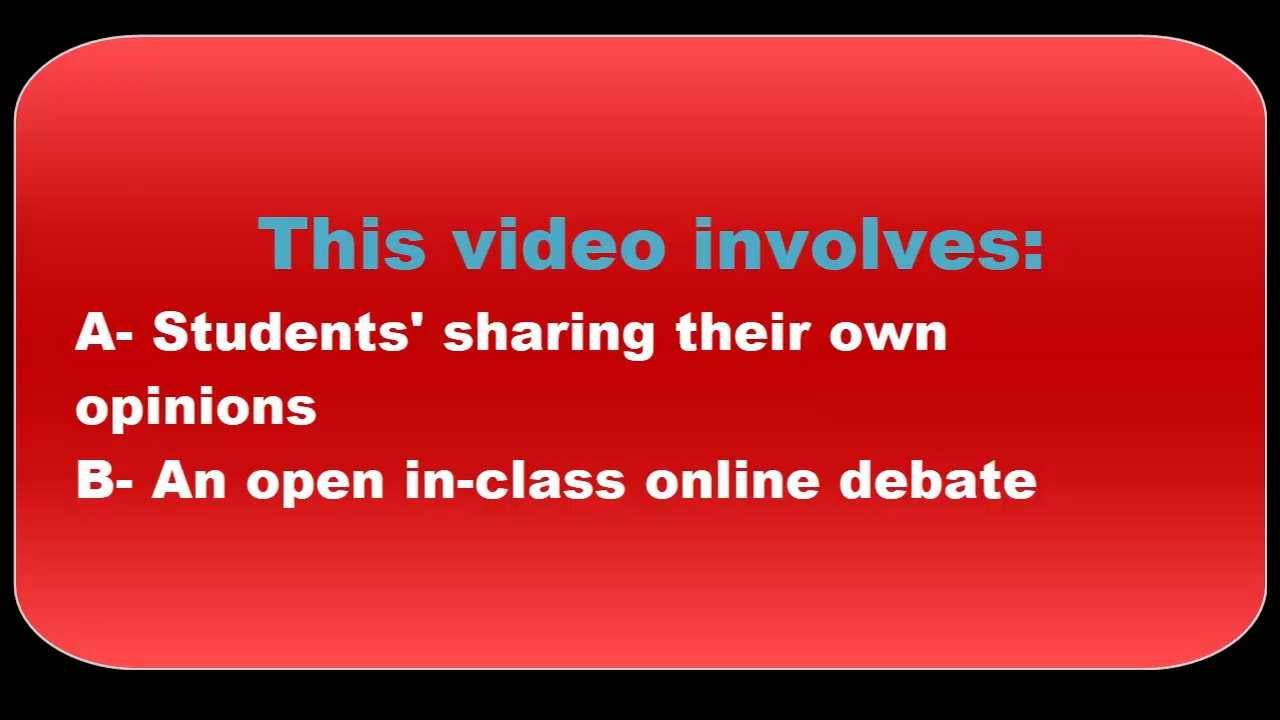 This video involves:
A- Students' sharing their own
opinions
B- An open in-class online debate